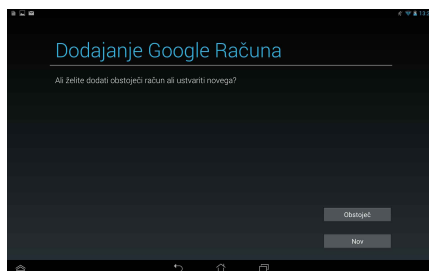 Dodajanje Google Računa
Ali želite dodati obstoječi račun ali ustvariti novega?
Obstoječ
Nov